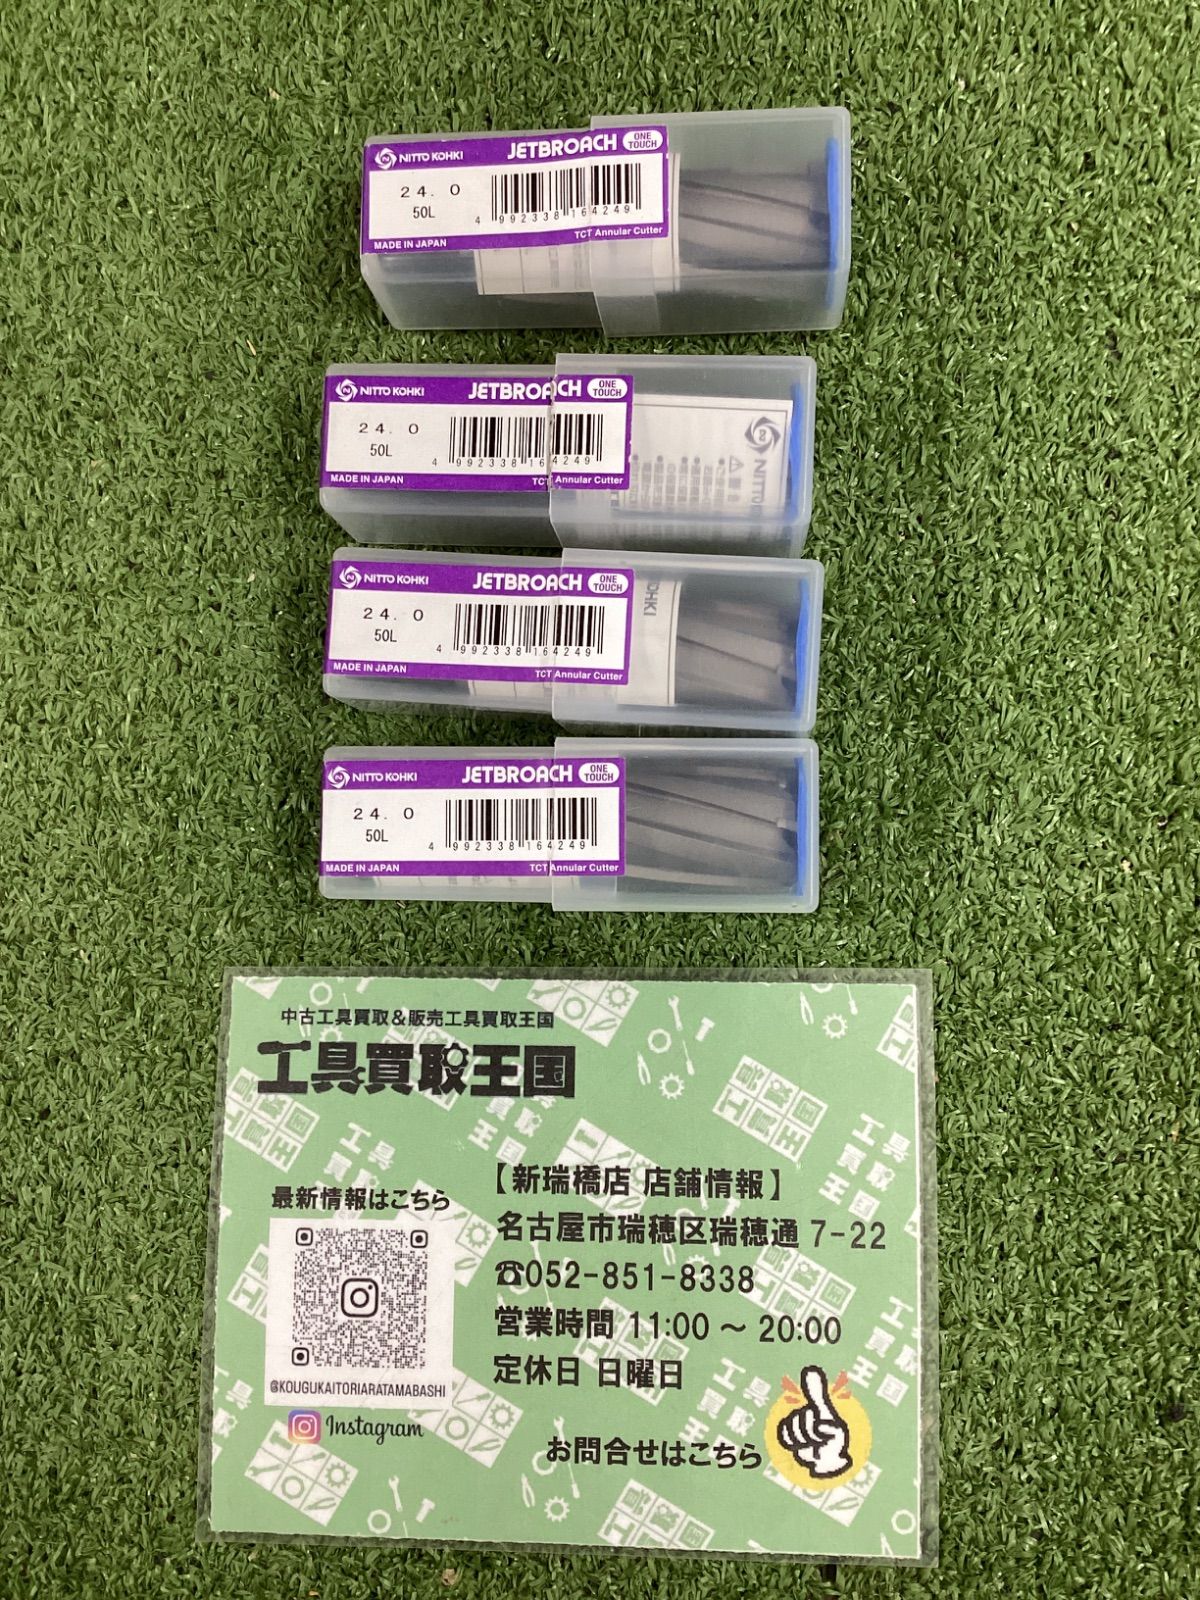 NITTO KOHKI JETBROACH ONE TOUCH
24.0
50L
4 992338 164249
MADE IN JAPAN TCT Annular Cutter
NITTO KOHKI JETBROACH ONE TOUCH
24.0
50L
4 992338 164249
MADE IN JAPAN TCT Annular Cutter
NITTO KOHKI JETBROACH ONE TOUCH
24.0
50L
4 992338 164249
MADE IN JAPAN TCT Annular Cutter
NITTO KOHKI JETBROACH ONE TOUCH
24.0
50L
4 992338 164249
MADE IN JAPAN TCT Annular Cutter
中古工具買取&販売工具買取王国
工具買取王国
【新瑞橋店 店舗情報】
名古屋市瑞穂区瑞穂通 7-22
☎052-851-8338
営業時間 11:00 ~ 20:00
定休日 日曜日
最新情報はこちら
@KOUGUKAITORIARATAMABASHI
Instagram
お問合せはこちら